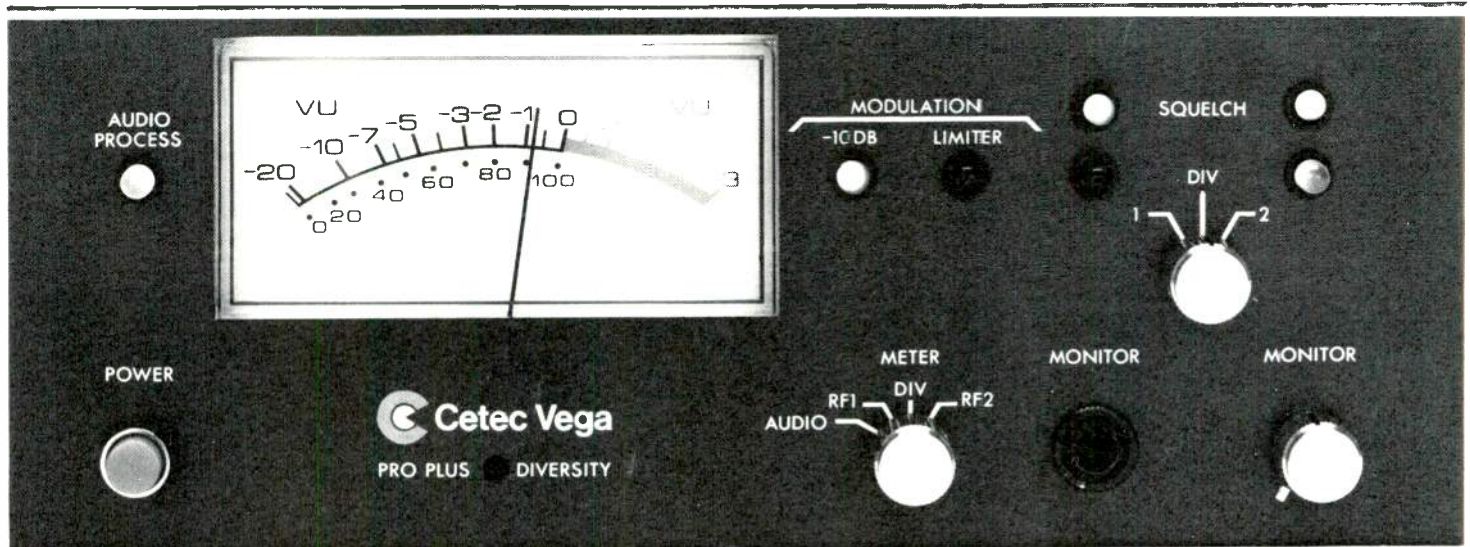 AUDIO
PROCESS
VU
VU
-20
-10
-7
-5
-3
-2
-1
0
3
0
20
40
60
80
100
MODULATION
-10 DB
LIMITER
SQUELCH
1
DIV
2
POWER
Cetec Vega
PRO PLUS DIVERSITY
METER
AUDIO
RF1
DIV
RF2
MONITOR
MONITOR